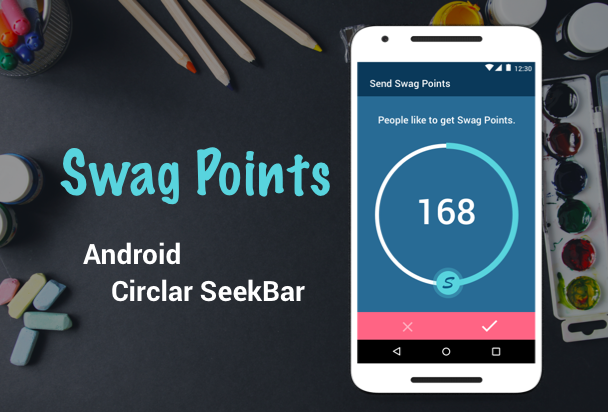 12:30
Send Swag Points
People like to get Swag Points.
168
S
Swag Points
Android
Circlar SeekBar